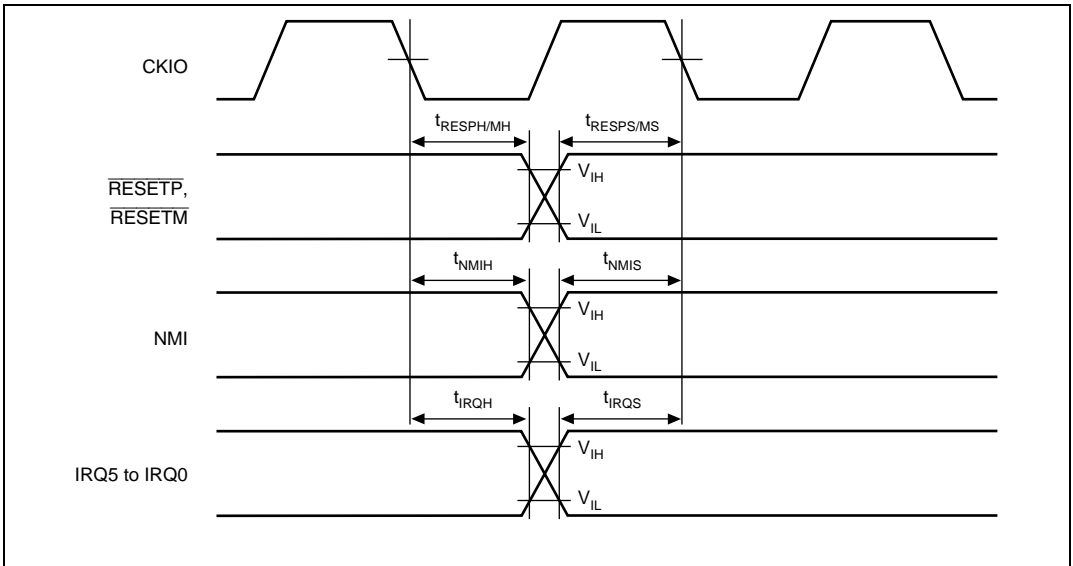 CKIO
tRESPH/MH tRESPS/MS
RESETP,
RESETM
VIH
VIL
tNMIH tNMIS
NMI
VIH
VIL
tIRQH tIRQS
IRQ5 to IRQ0
VIH
VIL